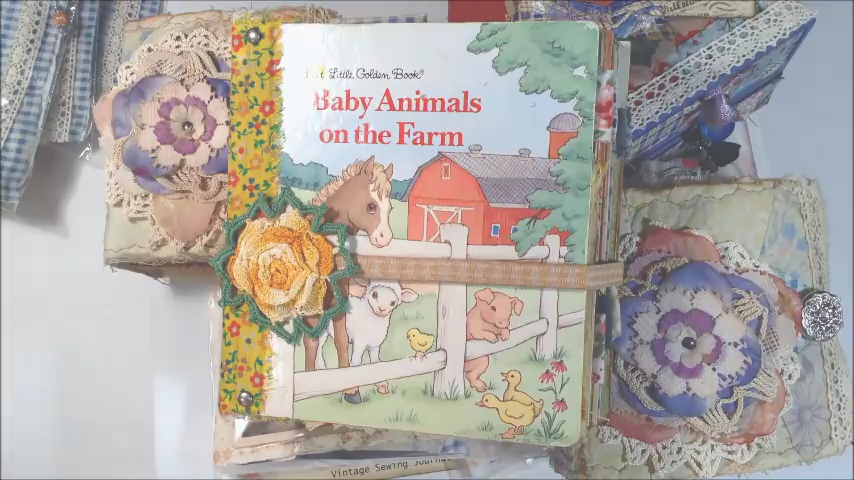 Little Golden Book®
Baby Animals
on the Farm
Vintage Sewing Journal